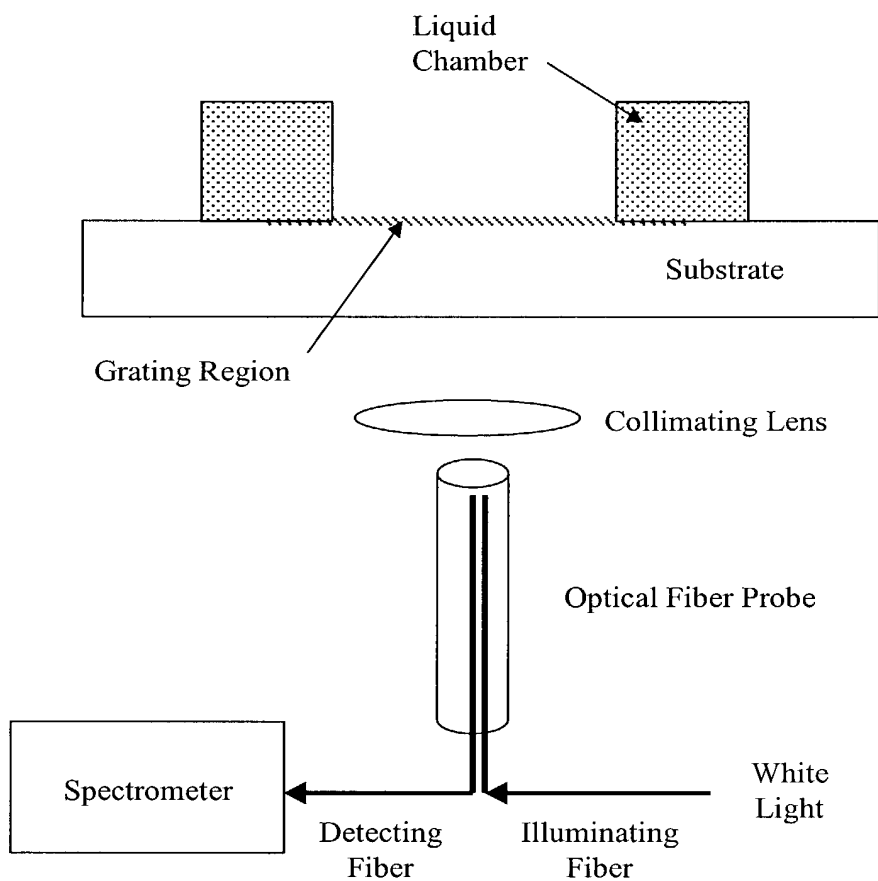 Liquid
Chamber
Substrate
Grating Region
Collimating Lens
Optical Fiber Probe
Spectrometer
White
Light
Detecting
Fiber
Illuminating
Fiber